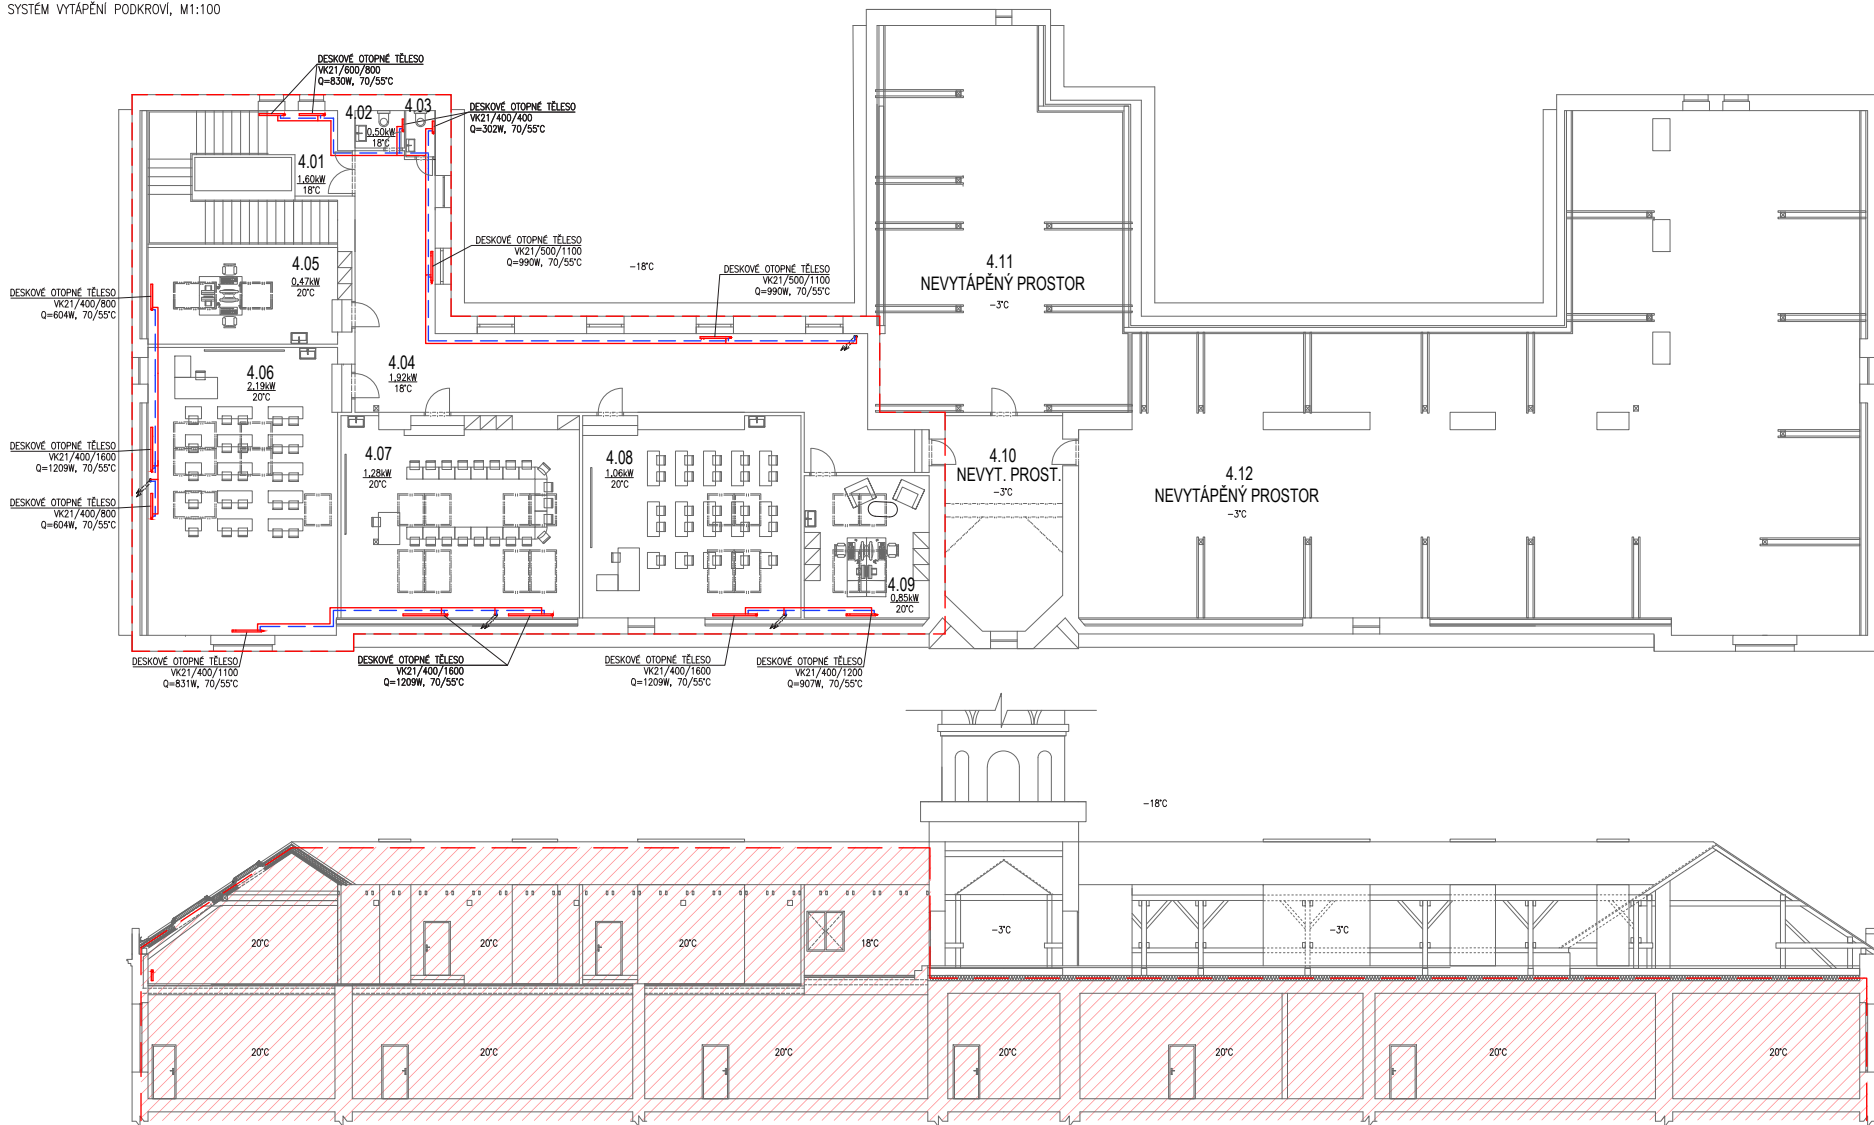 SYSTÉM VYTÁPĚNÍ PODKROVÍ, M1:100
DESKOVÉ OTOPNÉ TĚLESO
VK21/600/800
Q=830W, 70/55°C
4.02
0,50kW
18°C
4.03
DESKOVÉ OTOPNÉ TĚLESO
VK21/400/400
Q=302W, 70/55°C
4.01
1,60kW
18°C
DESKOVÉ OTOPNÉ TĚLESO
VK21/500/1100
Q=990W, 70/55°C
-18°C
DESKOVÉ OTOPNÉ TĚLESO
VK21/500/1100
Q=990W, 70/55°C
4.11
NEVYTÁPĚNÝ PROSTOR
-3°C
4.05
0,47kW
20°C
DESKOVÉ OTOPNÉ TĚLESO
VK21/400/800
Q=604W, 70/55°C
4.06
2,19kW
20°C
4.04
1,92kW
18°C
DESKOVÉ OTOPNÉ TĚLESO
VK21/400/1600
Q=1209W, 70/55°C
DESKOVÉ OTOPNÉ TĚLESO
VK21/400/800
Q=604W, 70/55°C
4.07
1,28kW
20°C
4.08
1,06kW
20°C
4.10
NEVYT. PROST.
-3°C
4.12
NEVYTÁPĚNÝ PROSTOR
-3°C
4.09
0,85kW
20°C
DESKOVÉ OTOPNÉ TĚLESO
VK21/400/1100
Q=831W, 70/55°C
DESKOVÉ OTOPNÉ TĚLESO
VK21/400/1600
Q=1209W, 70/55°C
DESKOVÉ OTOPNÉ TĚLESO
VK21/400/1600
Q=1209W, 70/55°C
DESKOVÉ OTOPNÉ TĚLESO
VK21/400/1200
Q=907W, 70/55°C
-18°C
20°C
20°C
20°C
18°C
-3°C
-3°C
20°C
20°C
20°C
20°C
20°C
20°C
20°C